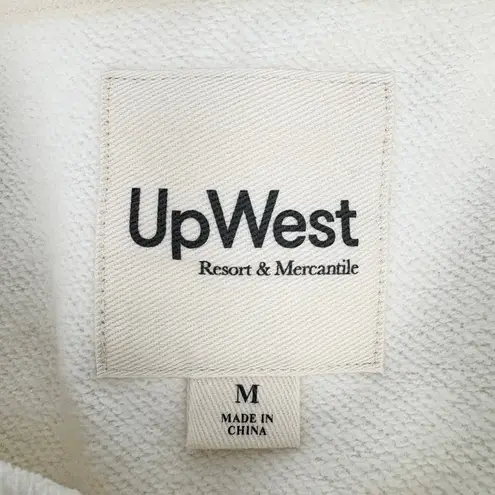 UpWest
Resort & Mercantile
M
MADE IN
CHINA